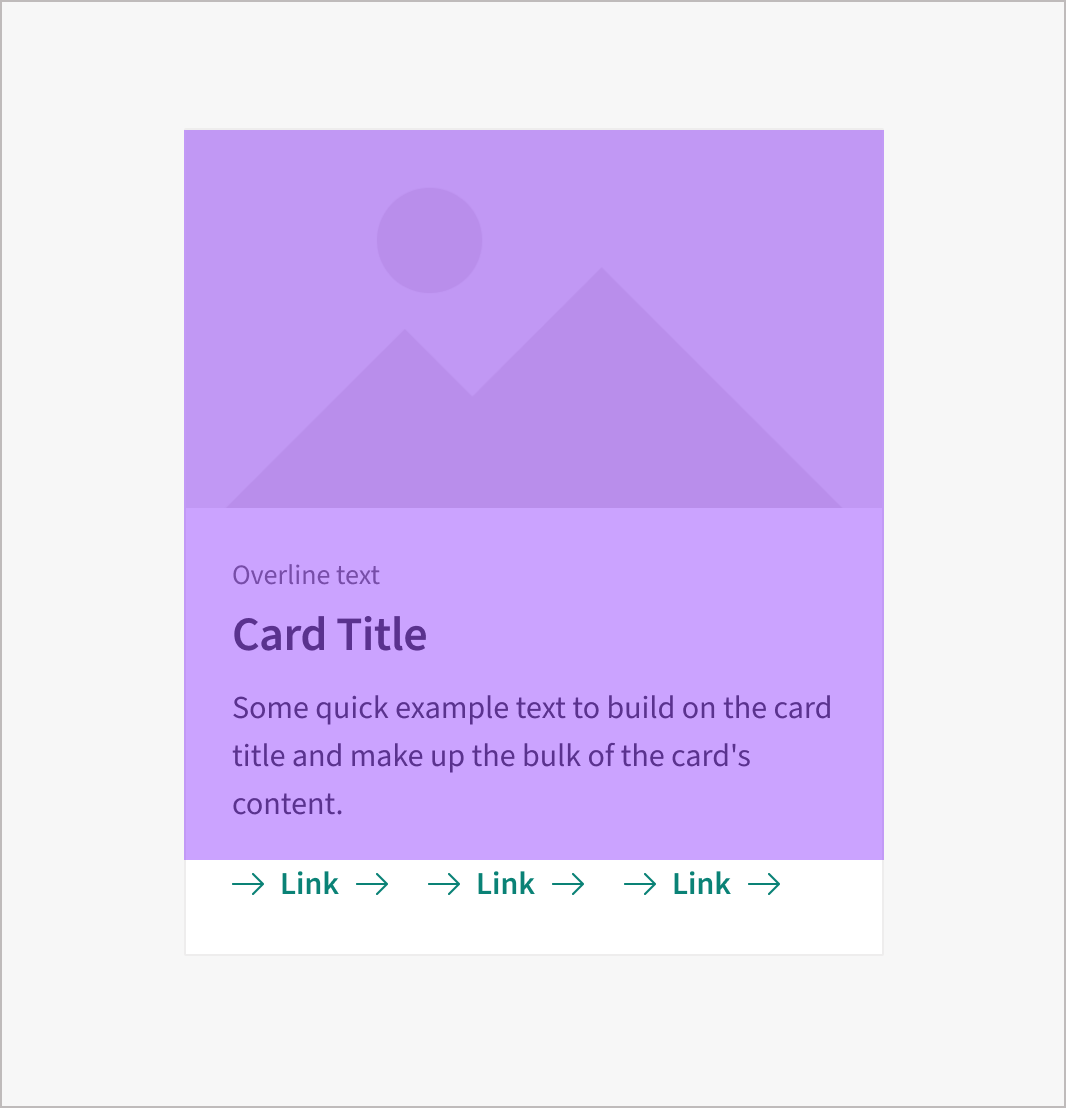 Overline text
Card Title
Some quick example text to build on the card
title and make up the bulk of the card's
content.
Link Link Link